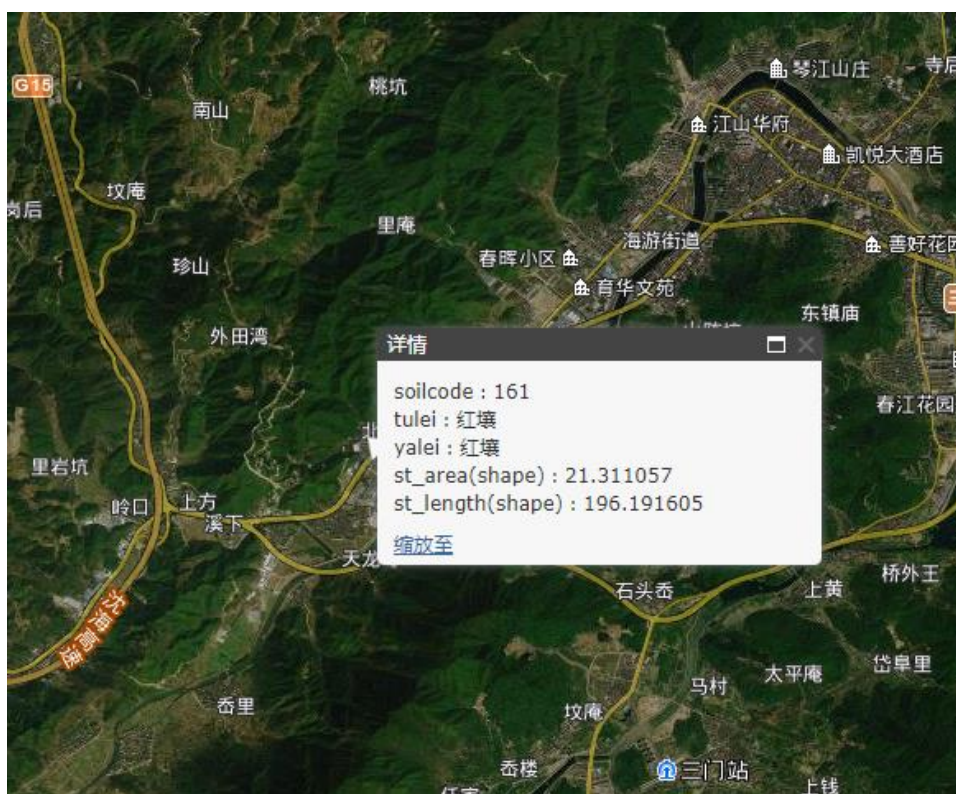 琴江山庄
寺后
G15
桃坑
南山
江山华府
凯悦大酒店
坟庵
岗后
里庵
海游街道
善好花园
春晖小区
珍山
育华文苑
东镇庙
外田湾
详情
soilcode : 161
tulei : 红壤
yalei : 红壤
st_area(shape) : 21.311057
st_length(shape) : 196.191605
缩放至
春江花园
北
里岩坑
岭口
上方
溪下
天龙
石头岙
上黄
桥外王
沈海高速
岙里
马村
太平庵
岱阜里
坟庵
岙楼
三门站
上钱